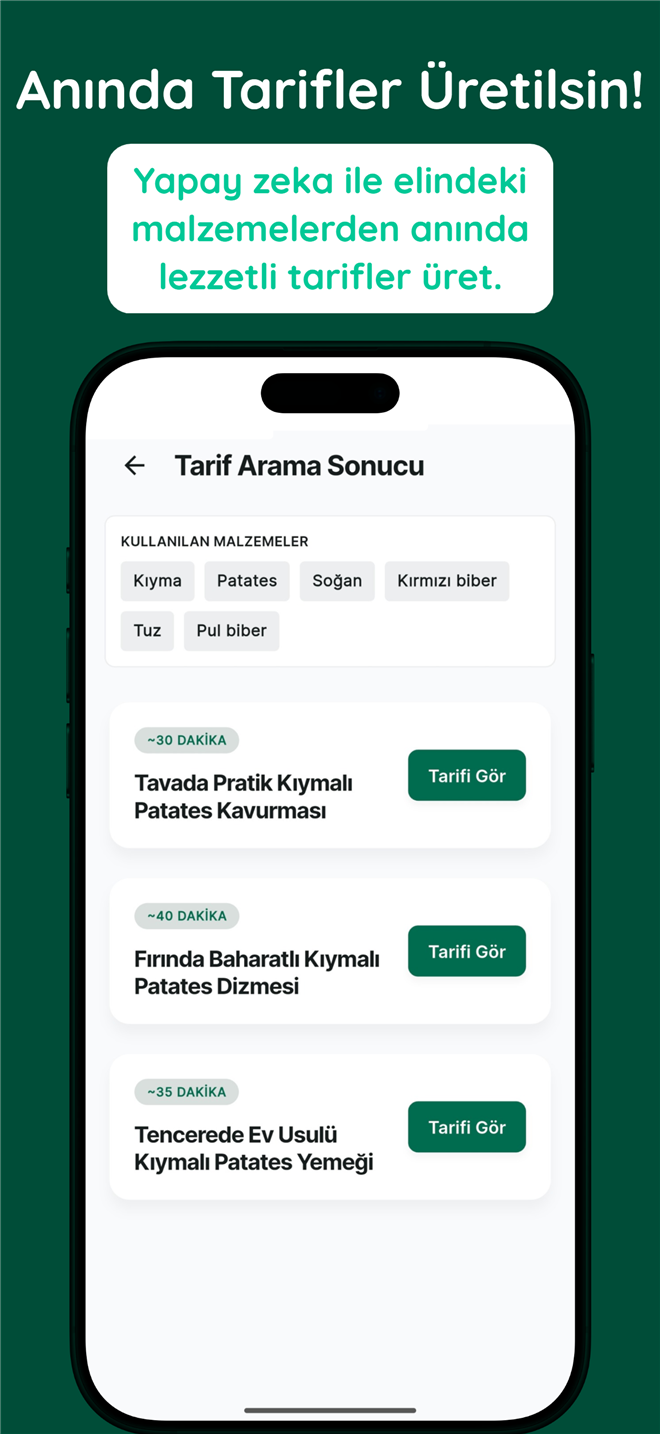 Anında Tarifler Üretilsin!
Yapay zeka ile elindeki
malzemelerden anında
lezzetli tarifler üret.
Tarif Arama Sonucu
KULLANILAN MALZEMELER
Kıyma Patates Soğan Kırmızı biber
Tuz Pul biber
~30 DAKİKA
Tavada Pratik Kıymalı
Patates Kavurması
Tarifi Gör
~40 DAKİKA
Fırında Baharatlı Kıymalı
Patates Dizmesi
Tarifi Gör
~35 DAKİKA
Tencerede Ev Usulü
Kıymalı Patates Yemeği
Tarifi Gör